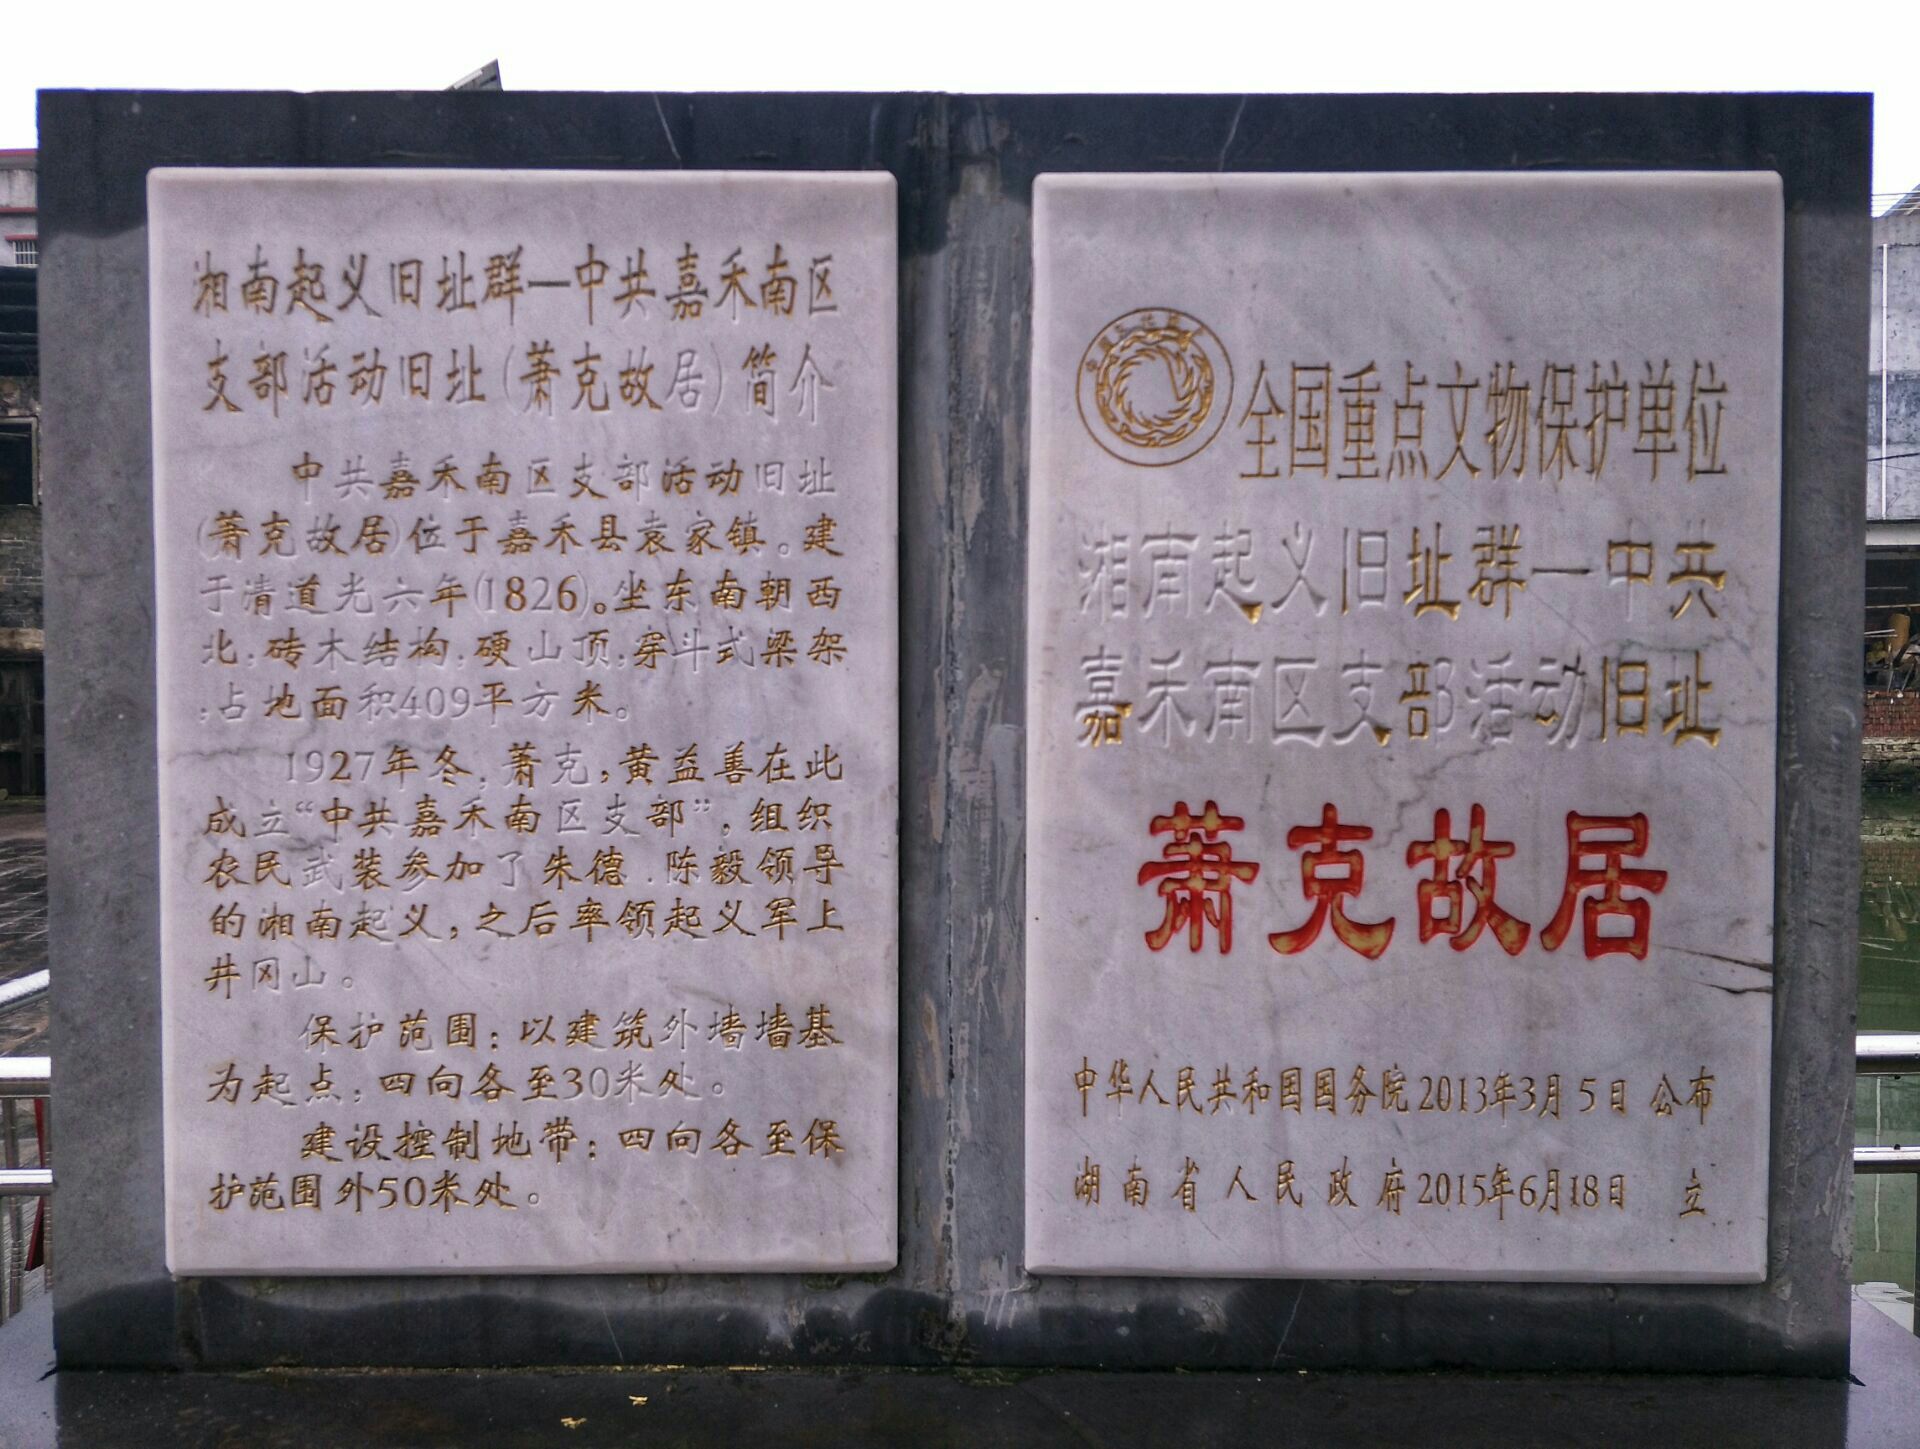 湘南起义旧址群—中共嘉禾南区
支部活动旧址(萧克故居)简介
中共嘉禾南区支部活动旧址
(萧克故居)位于嘉禾县袁家镇。建
于清道光六年(1826)。坐东南朝西
北;砖木结构;硬山顶;穿斗式梁架
;占地面积409平方米。
1927年冬,萧克,黄益善在此
成立“中共嘉禾南区支部”,组织
农民武装参加了朱德.陈毅领导
的湘南起义,之后率领起义军上
井冈山。
保护范围:以建筑外墙墙基
为起点,四向各至30米处。
建设控制地带:四向各至保
护范围外50米处。
全国重点文物保护单位
湘南起义旧址群—中共
嘉禾南区支部活动旧址
萧克故居
中华人民共和国国务院2013年3月5日 公布
湖南省人民政府2015年6月18日 立